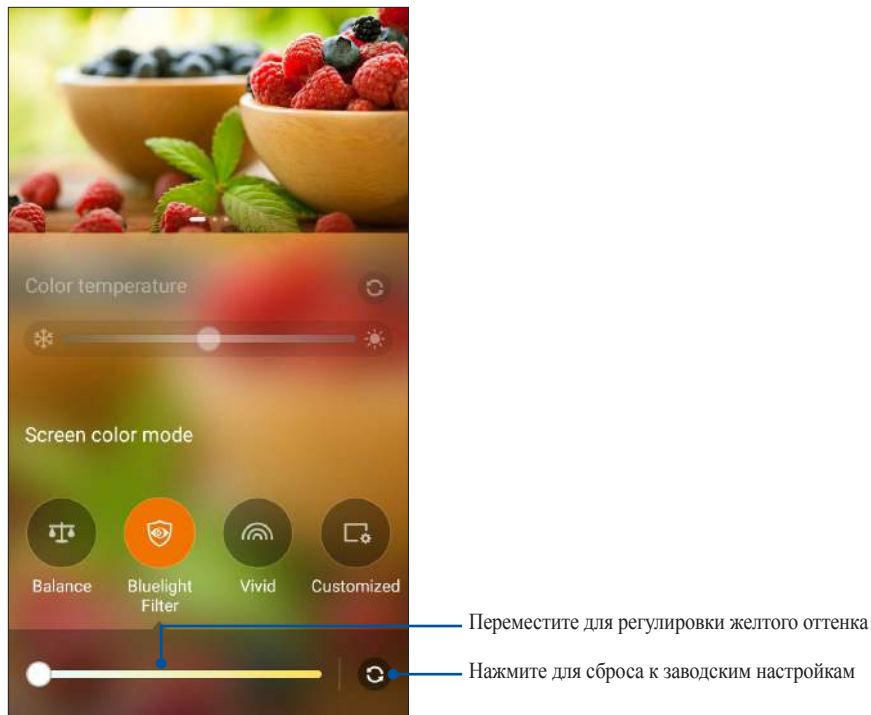 Color temperature
Screen color mode
Balance
Bluelight
Filter
Vivid
Customized
Переместите для регулировки желтого оттенка
Нажмите для сброса к заводским настройкам